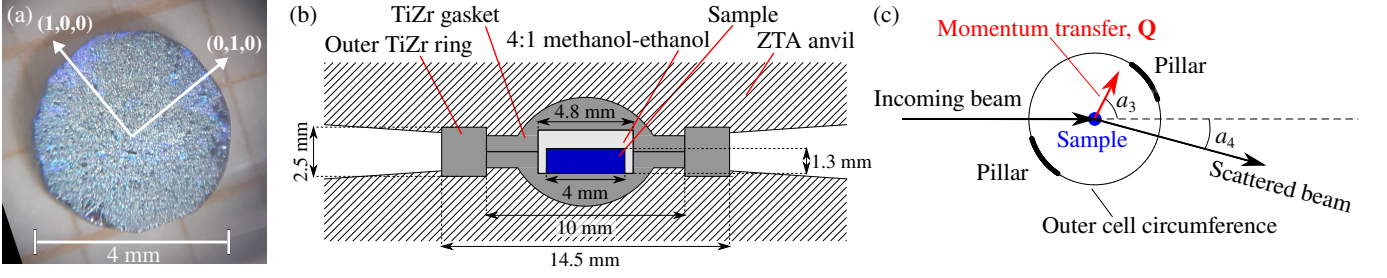 (a)
(1,0,0)
(0,1,0)
4 mm
(b)
TiZr gasket
Outer TiZr ring
4:1 methanol-ethanol
Sample
ZTA anvil
4.8 mm
2.5 mm
1.3 mm
4 mm
10 mm
14.5 mm
(c)
Momentum transfer, Q
Pillar
Incoming beam
a3
Sample
a4
Pillar
Scattered beam
Outer cell circumference